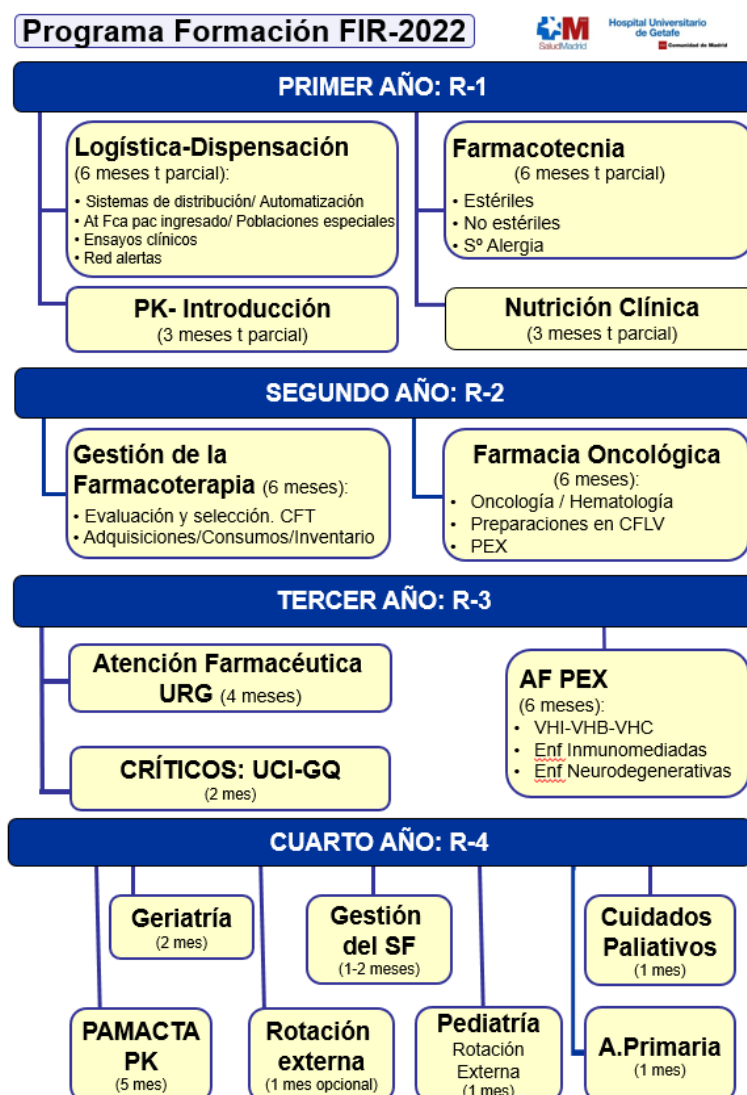 Programa Formación FIR-2022
SaludMadrid
Hospital Universitario
de Getafe
Comunidad de Madrid
PRIMER AÑO: R-1
Logística-Dispensación
(6 meses t parcial):
• Sistemas de distribución/ Automatización
• At Fca pac ingresado/ Poblaciones especiales
• Ensayos clínicos
• Red alertas
Farmacotecnia
(6 meses t parcial)
• Estériles
• No estériles
• Sº Alergia
PK- Introducción
(3 meses t parcial)
Nutrición Clínica
(3 meses t parcial)
SEGUNDO AÑO: R-2
Gestión de la
Farmacoterapia (6 meses):
• Evaluación y selección. CFT
• Adquisiciones/Consumos/Inventario
Farmacia Oncológica
(6 meses):
• Oncología / Hematología
• Preparaciones en CFLV
• PEX
TERCER AÑO: R-3
Atención Farmacéutica
URG (4 meses)
CRÍTICOS: UCI-GQ
(2 mes)
AF PEX
(6 meses):
• VHI-VHB-VHC
• Enf Inmunomediadas
• Enf Neurodegenerativas
CUARTO AÑO: R-4
Geriatría
(2 mes)
Gestión
del SF
(1-2 meses)
Cuidados
Paliativos
(1 mes)
PAMACTA
PK
(5 mes)
Rotación
externa
(1 mes opcional)
Pediatría
Rotación
Externa
(1 mes)
A.Primaria
(1 mes)